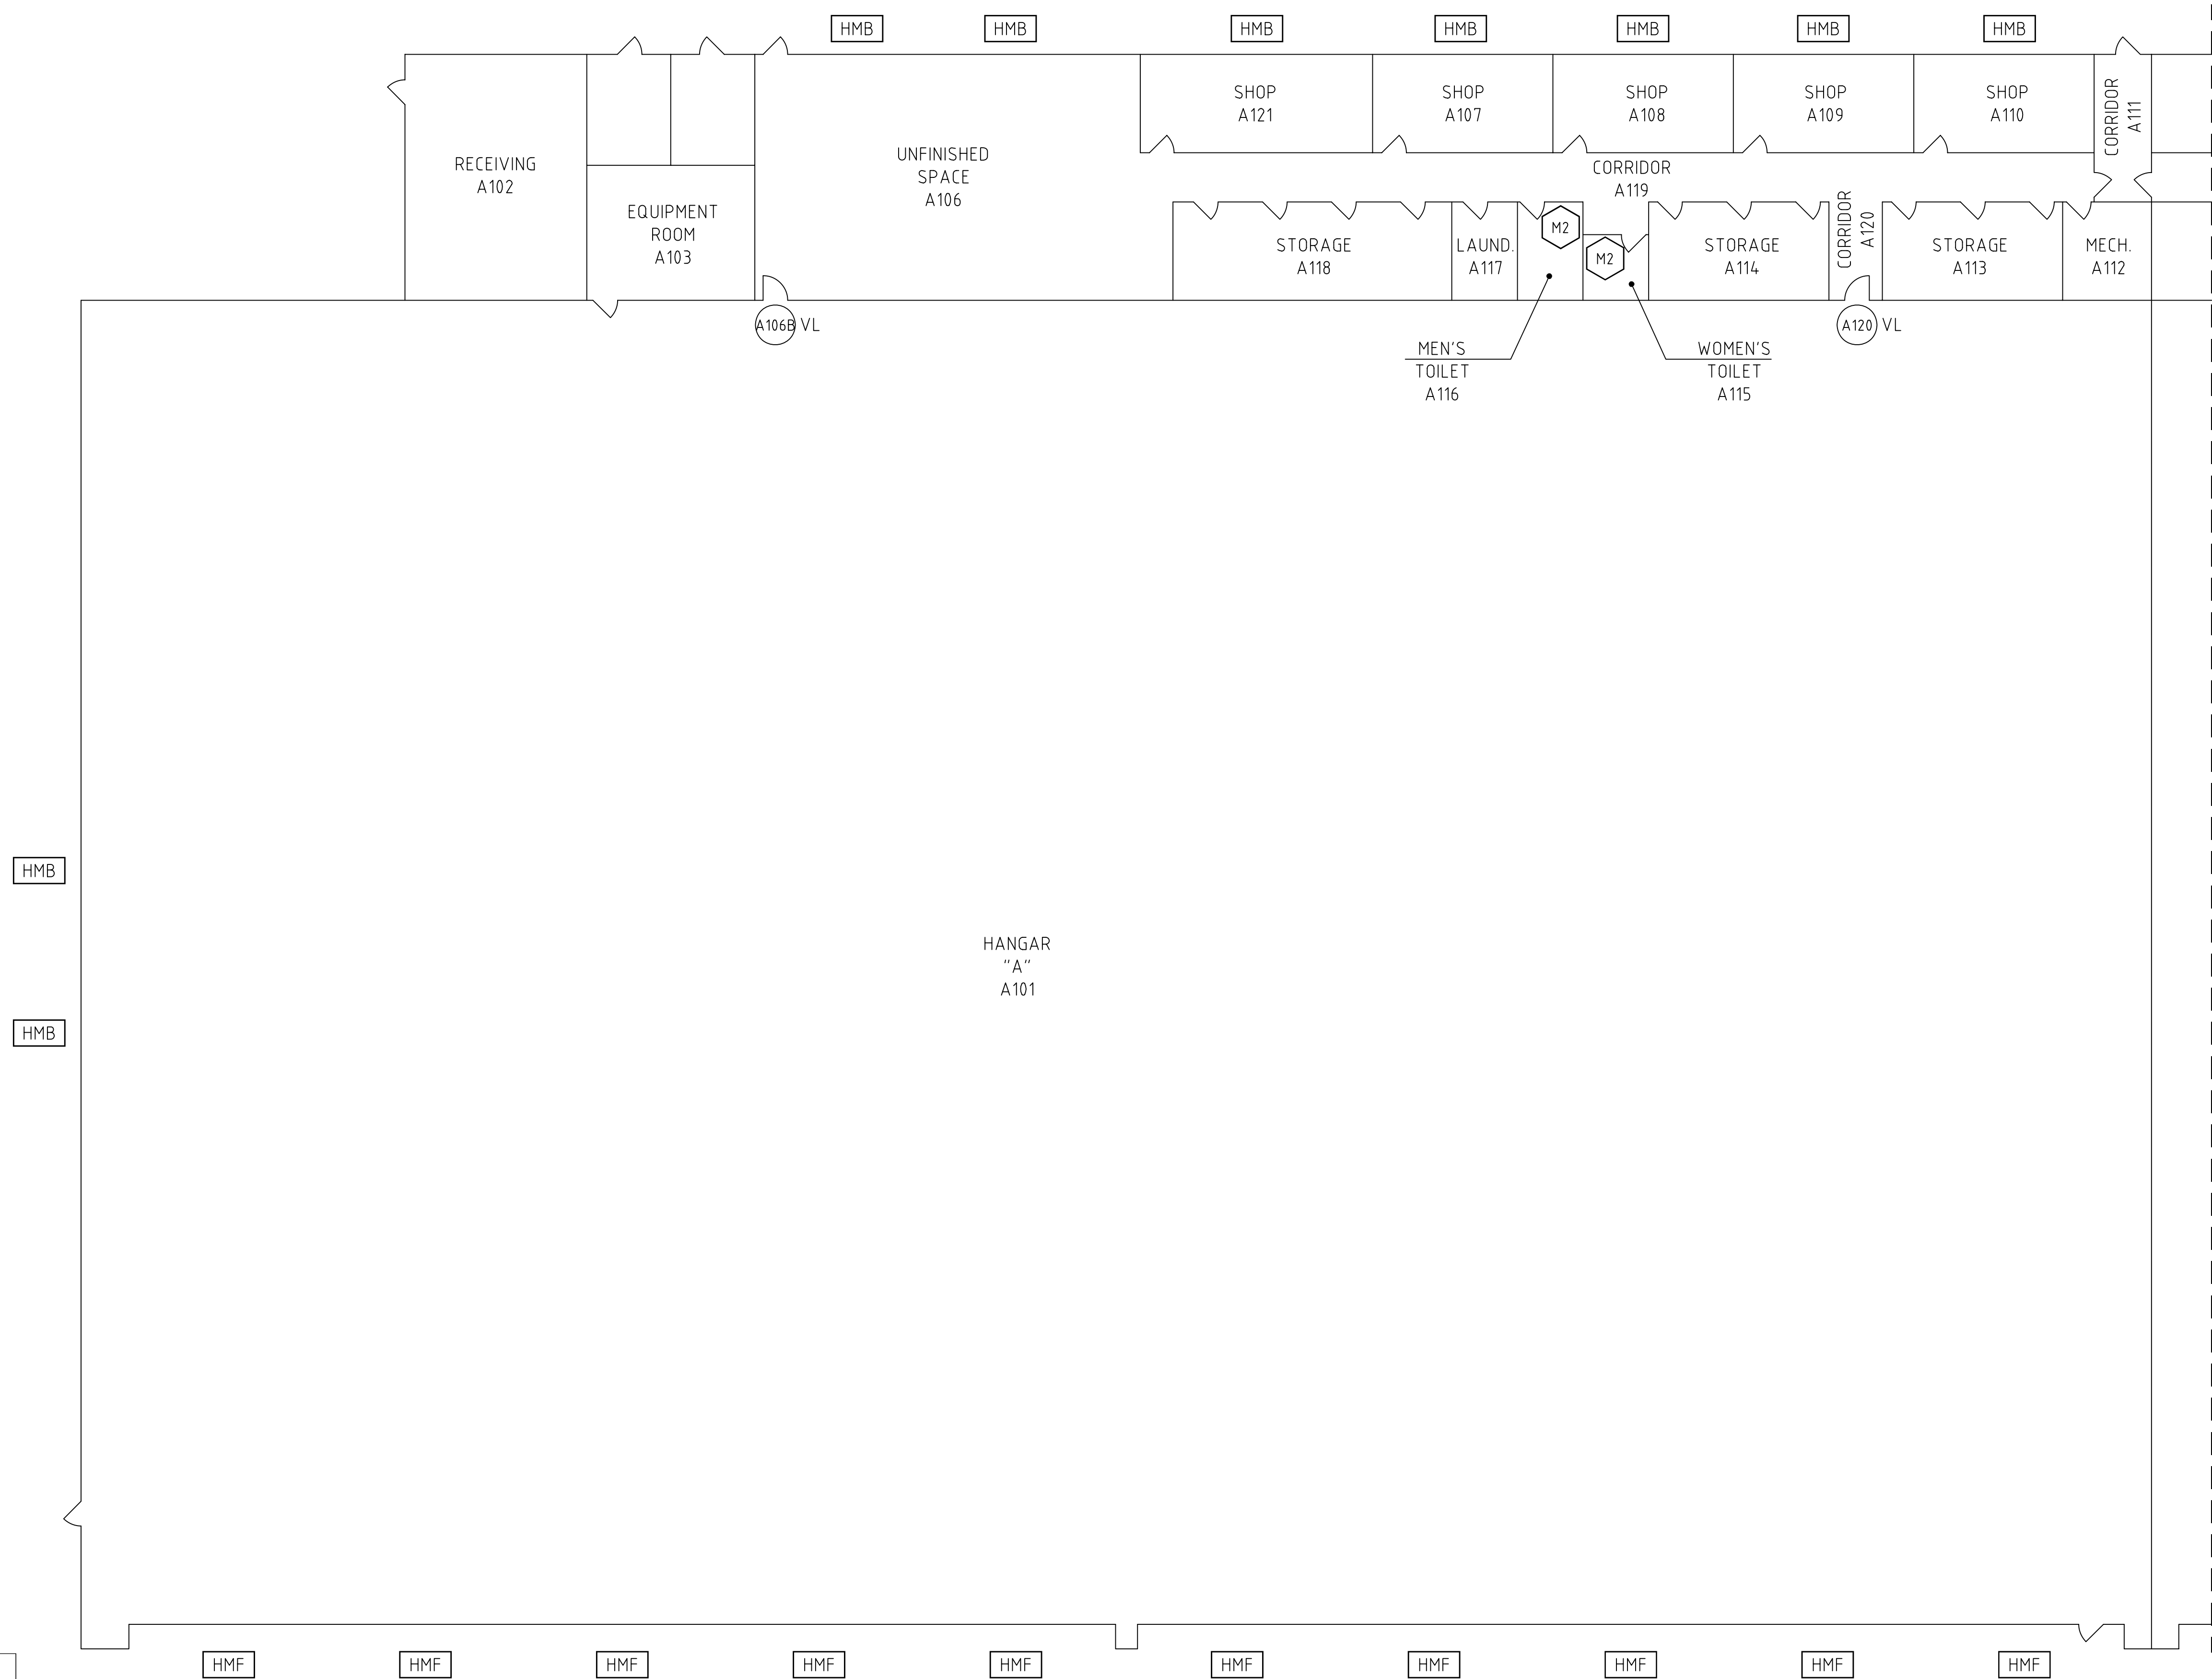 HMB
HMB
HMB
HMB
HMB
HMB
HMB
SHOP
A121
SHOP
A107
SHOP
A108
SHOP
A109
SHOP
A110
CORRIDOR
A111
RECEIVING
A102
UNFINISHED
SPACE
A106
CORRIDOR
A119
EQUIPMENT
ROOM
A103
STORAGE
A118
LAUND.
A117
M2
M2
STORAGE
A114
CORRIDOR
A120
STORAGE
A113
MECH.
A112
A106B VL
A120 VL
MEN'S
TOILET
A116
WOMEN'S
TOILET
A115
HMB
HMB
HANGAR
"A"
A101
HMF
HMF
HMF
HMF
HMF
HMF
HMF
HMF
HMF
HMF